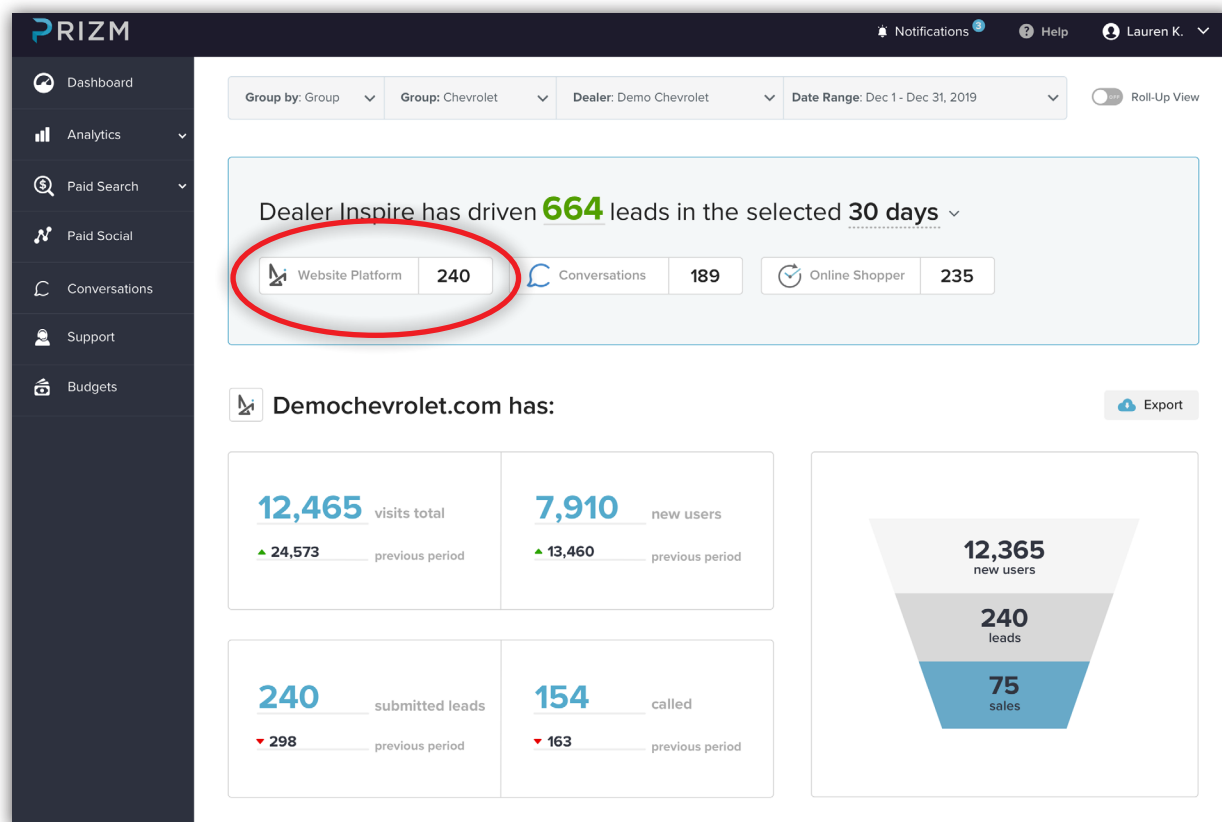 PRIZM
Notifications 3
Help
Lauren K.
Dashboard
Analytics
Paid Search
Paid Social
Conversations
Support
Budgets
Group by: Group
Group: Chevrolet
Dealer: Demo Chevrolet
Date Range: Dec 1 - Dec 31, 2019
OFF
Roll-Up View
Dealer Inspire has driven 664 leads in the selected 30 days
Website Platform 240
Conversations 189
Online Shopper 235
Demochevrolet.com has:
Export
12,465 visits total
24,573 previous period
7,910 new users
13,460 previous period
240 submitted leads
298 previous period
154 called
163 previous period
12,365
new users
240
leads
75
sales